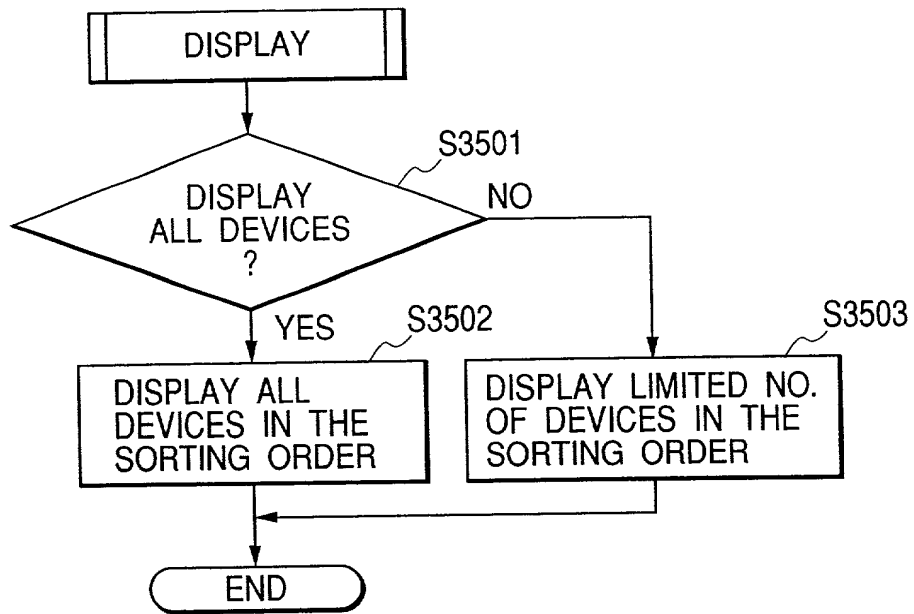 DISPLAY
S3501
DISPLAY
ALL DEVICES
?
NO
YES
S3502
DISPLAY ALL
DEVICES IN THE
SORTING ORDER
S3503
DISPLAY LIMITED NO.
OF DEVICES IN THE
SORTING ORDER
END